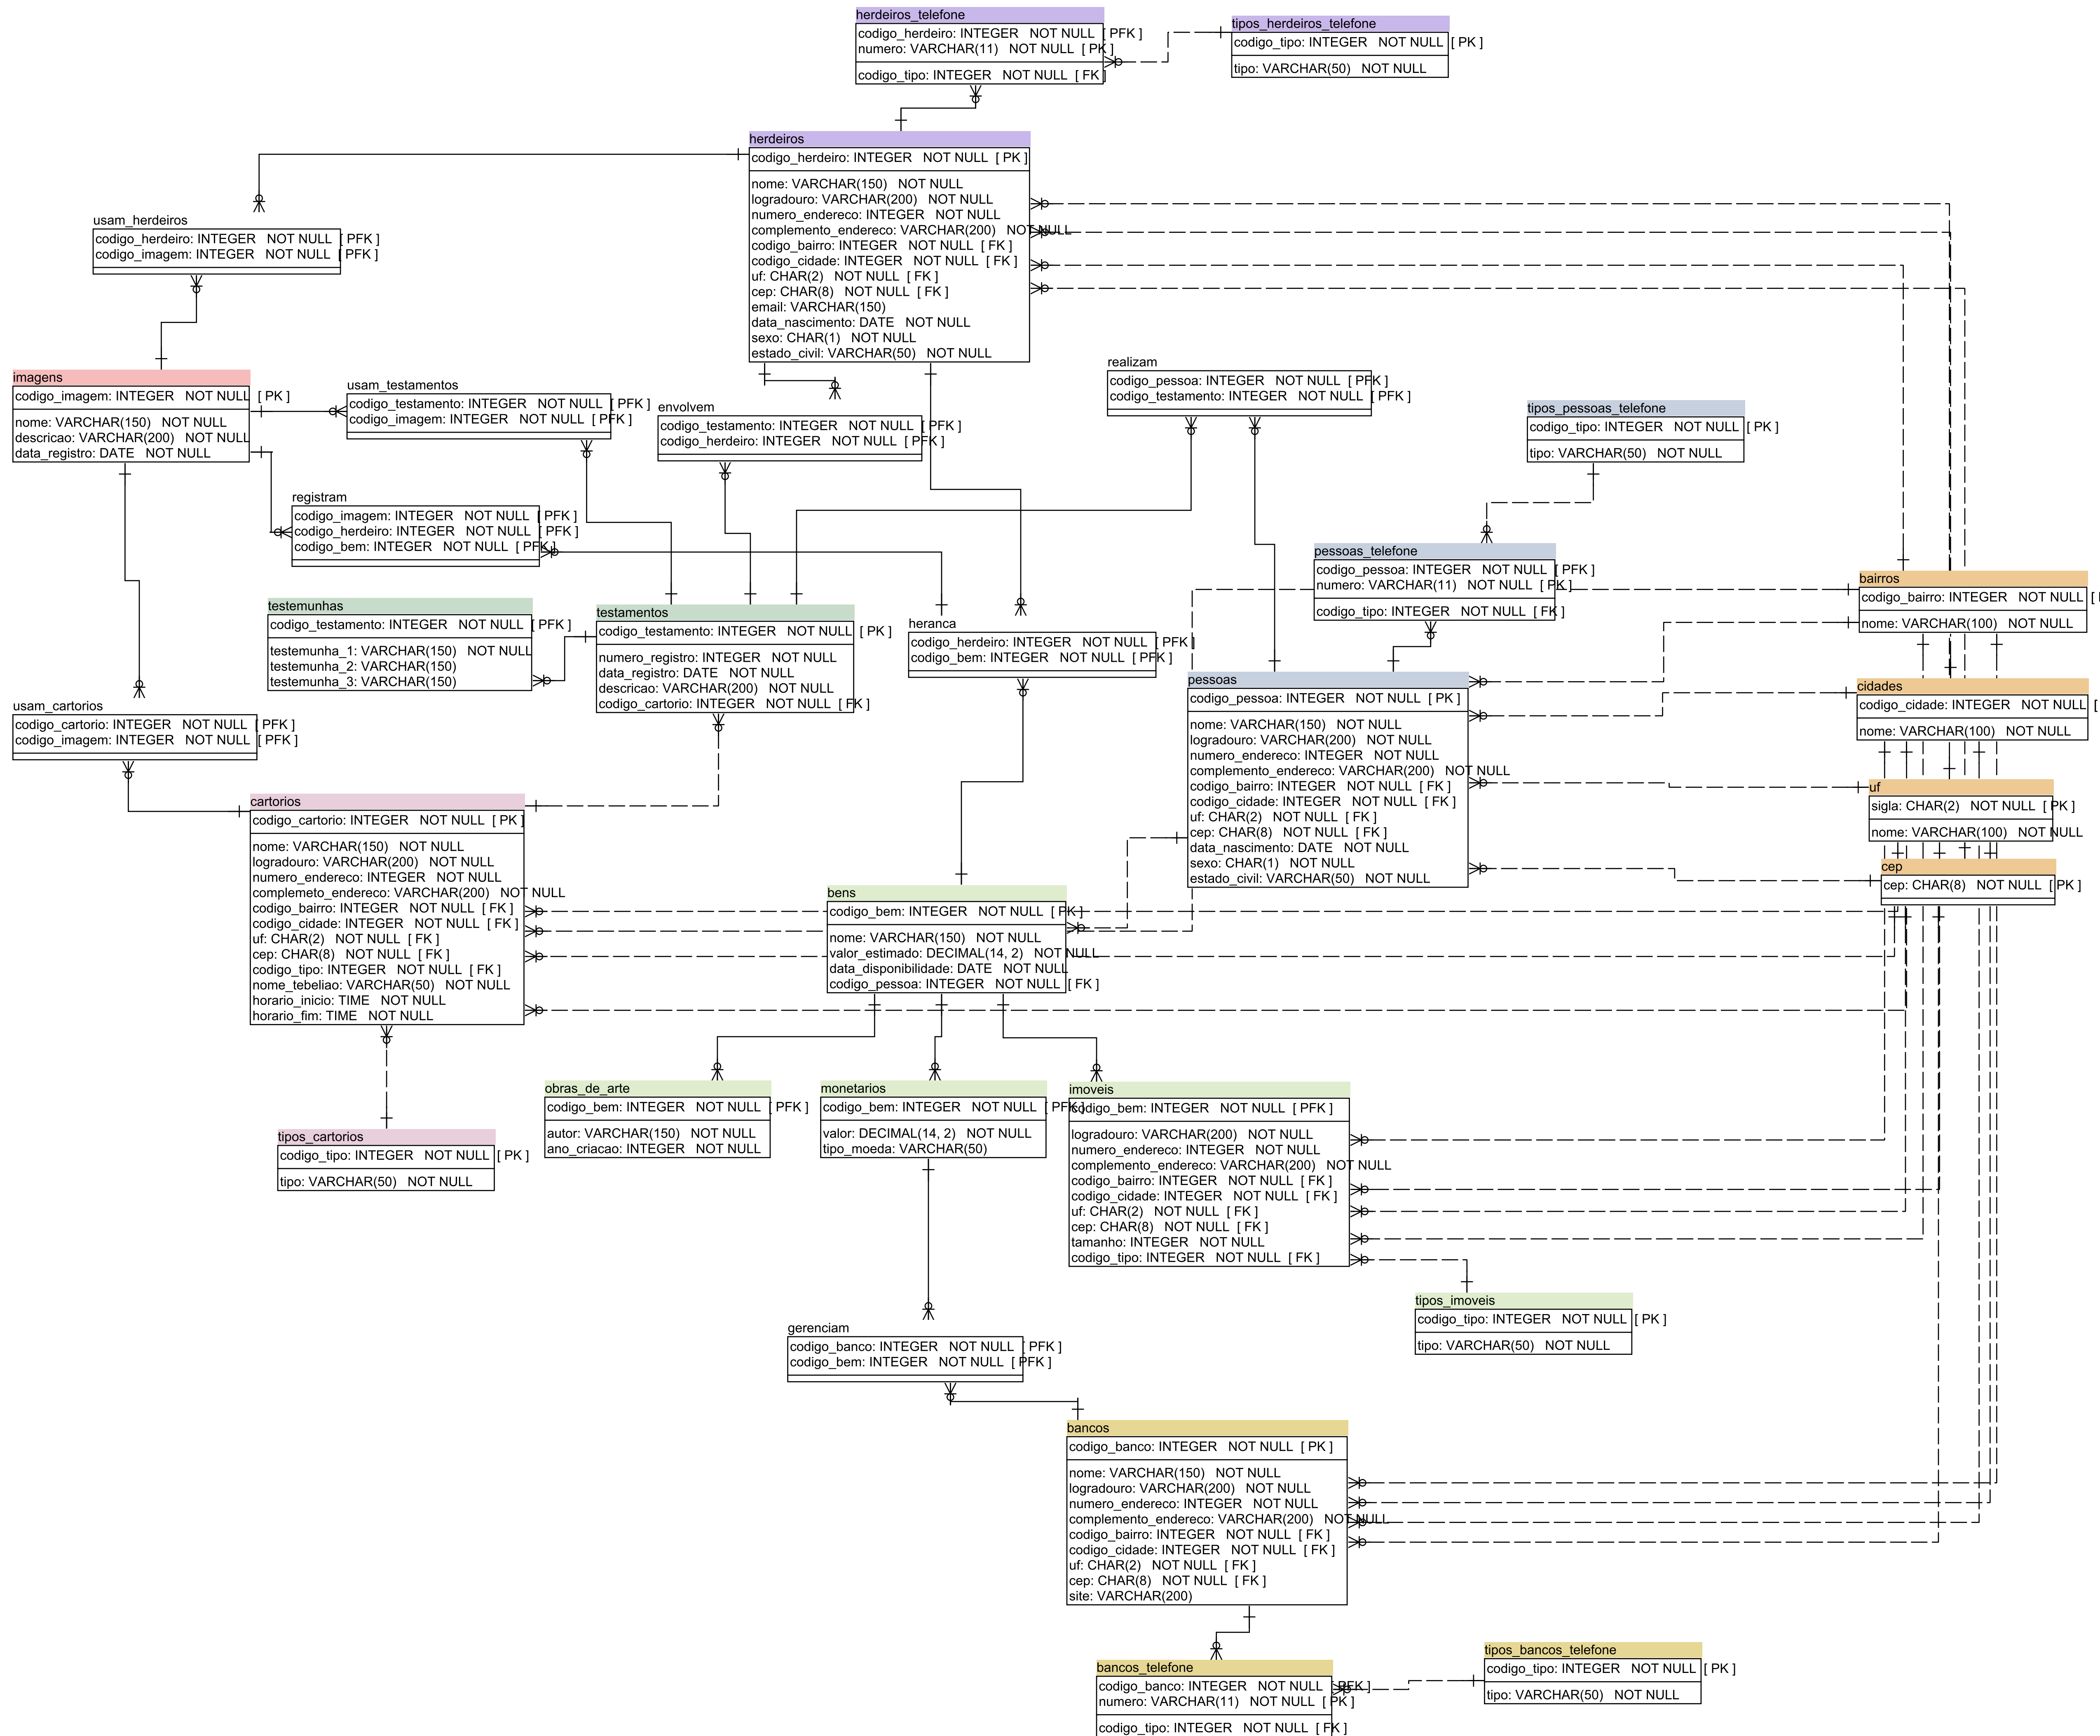 herdeiros_telefone
codigo_herdeiro: INTEGER NOT NULL [ PFK ]
numero: VARCHAR(11) NOT NULL [ PK ]
codigo_tipo: INTEGER NOT NULL [ FK ]
tipos_herdeiros_telefone
codigo_tipo: INTEGER NOT NULL [ PK ]
tipo: VARCHAR(50) NOT NULL
herdeiros
codigo_herdeiro: INTEGER NOT NULL [ PK ]
nome: VARCHAR(150) NOT NULL
logradouro: VARCHAR(200) NOT NULL
numero_endereco: INTEGER NOT NULL
complemento_endereco: VARCHAR(200) NOT NULL
codigo_bairro: INTEGER NOT NULL [ FK ]
codigo_cidade: INTEGER NOT NULL [ FK ]
uf: CHAR(2) NOT NULL [ FK ]
cep: CHAR(8) NOT NULL [ FK ]
email: VARCHAR(150)
data_nascimento: DATE NOT NULL
sexo: CHAR(1) NOT NULL
estado_civil: VARCHAR(50) NOT NULL
usam_herdeiros
codigo_herdeiro: INTEGER NOT NULL [ PFK ]
codigo_imagem: INTEGER NOT NULL [ PFK ]
imagens
codigo_imagem: INTEGER NOT NULL [ PK ]
nome: VARCHAR(150) NOT NULL
descricao: VARCHAR(200) NOT NULL
data_registro: DATE NOT NULL
usam_testamentos
codigo_testamento: INTEGER NOT NULL [ PFK ]
codigo_imagem: INTEGER NOT NULL [ PFK ]
envolvem
codigo_testamento: INTEGER NOT NULL [ PFK ]
codigo_herdeiro: INTEGER NOT NULL [ PFK ]
realizam
codigo_pessoa: INTEGER NOT NULL [ PFK ]
codigo_testamento: INTEGER NOT NULL [ PFK ]
tipos_pessoas_telefone
codigo_tipo: INTEGER NOT NULL [ PK ]
tipo: VARCHAR(50) NOT NULL
registram
codigo_imagem: INTEGER NOT NULL [ PFK ]
codigo_herdeiro: INTEGER NOT NULL [ PFK ]
codigo_bem: INTEGER NOT NULL [ PFK ]
pessoas_telefone
codigo_pessoa: INTEGER NOT NULL [ PFK ]
numero: VARCHAR(11) NOT NULL [ PK ]
codigo_tipo: INTEGER NOT NULL [ FK ]
bairros
codigo_bairro: INTEGER NOT NULL [
nome: VARCHAR(100) NOT NULL
testemunhas
codigo_testamento: INTEGER NOT NULL [ PFK ]
testemunha_1: VARCHAR(150) NOT NULL
testemunha_2: VARCHAR(150)
testemunha_3: VARCHAR(150)
testamentos
codigo_testamento: INTEGER NOT NULL [ PK ]
numero_registro: INTEGER NOT NULL
data_registro: DATE NOT NULL
descricao: VARCHAR(200) NOT NULL
codigo_cartorio: INTEGER NOT NULL [ FK ]
heranca
codigo_herdeiro: INTEGER NOT NULL [ PFK ]
codigo_bem: INTEGER NOT NULL [ PFK ]
pessoas
codigo_pessoa: INTEGER NOT NULL [ PK ]
nome: VARCHAR(150) NOT NULL
logradouro: VARCHAR(200) NOT NULL
numero_endereco: INTEGER NOT NULL
complemento_endereco: VARCHAR(200) NOT NULL
codigo_bairro: INTEGER NOT NULL [ FK ]
codigo_cidade: INTEGER NOT NULL [ FK ]
uf: CHAR(2) NOT NULL [ FK ]
cep: CHAR(8) NOT NULL [ FK ]
data_nascimento: DATE NOT NULL
sexo: CHAR(1) NOT NULL
estado_civil: VARCHAR(50) NOT NULL
cidades
codigo_cidade: INTEGER NOT NULL [
nome: VARCHAR(100) NOT NULL
uf
sigla: CHAR(2) NOT NULL [ PK ]
nome: VARCHAR(100) NOT NULL
cep
cep: CHAR(8) NOT NULL [ PK ]
usam_cartorios
codigo_cartorio: INTEGER NOT NULL [ PFK ]
codigo_imagem: INTEGER NOT NULL [ PFK ]
cartorios
codigo_cartorio: INTEGER NOT NULL [ PK ]
nome: VARCHAR(150) NOT NULL
logradouro: VARCHAR(200) NOT NULL
numero_endereco: INTEGER NOT NULL
complemeto_endereco: VARCHAR(200) NOT NULL
codigo_bairro: INTEGER NOT NULL [ FK ]
codigo_cidade: INTEGER NOT NULL [ FK ]
uf: CHAR(2) NOT NULL [ FK ]
cep: CHAR(8) NOT NULL [ FK ]
codigo_tipo: INTEGER NOT NULL [ FK ]
nome_tebeliao: VARCHAR(50) NOT NULL
horario_inicio: TIME NOT NULL
horario_fim: TIME NOT NULL
bens
codigo_bem: INTEGER NOT NULL [ PK ]
nome: VARCHAR(150) NOT NULL
valor_estimado: DECIMAL(14, 2) NOT NULL
data_disponibilidade: DATE NOT NULL
codigo_pessoa: INTEGER NOT NULL [ FK ]
obras_de_arte
codigo_bem: INTEGER NOT NULL [ PFK ]
autor: VARCHAR(150) NOT NULL
ano_criacao: INTEGER NOT NULL
monetarios
codigo_bem: INTEGER NOT NULL [ PFK ]
valor: DECIMAL(14, 2) NOT NULL
tipo_moeda: VARCHAR(50)
imoveis
codigo_bem: INTEGER NOT NULL [ PFK ]
logradouro: VARCHAR(200) NOT NULL
numero_endereco: INTEGER NOT NULL
complemento_endereco: VARCHAR(200) NOT NULL
codigo_bairro: INTEGER NOT NULL [ FK ]
codigo_cidade: INTEGER NOT NULL [ FK ]
uf: CHAR(2) NOT NULL [ FK ]
cep: CHAR(8) NOT NULL [ FK ]
tamanho: INTEGER NOT NULL
codigo_tipo: INTEGER NOT NULL [ FK ]
tipos_cartorios
codigo_tipo: INTEGER NOT NULL [ PK ]
tipo: VARCHAR(50) NOT NULL
tipos_imoveis
codigo_tipo: INTEGER NOT NULL [ PK ]
tipo: VARCHAR(50) NOT NULL
gerenciam
codigo_banco: INTEGER NOT NULL [ PFK ]
codigo_bem: INTEGER NOT NULL [ PFK ]
bancos
codigo_banco: INTEGER NOT NULL [ PK ]
nome: VARCHAR(150) NOT NULL
logradouro: VARCHAR(200) NOT NULL
numero_endereco: INTEGER NOT NULL
complemento_endereco: VARCHAR(200) NOT NULL
codigo_bairro: INTEGER NOT NULL [ FK ]
codigo_cidade: INTEGER NOT NULL [ FK ]
uf: CHAR(2) NOT NULL [ FK ]
cep: CHAR(8) NOT NULL [ FK ]
site: VARCHAR(200)
bancos_telefone
codigo_banco: INTEGER NOT NULL [ PFK ]
numero: VARCHAR(11) NOT NULL [ PK ]
codigo_tipo: INTEGER NOT NULL [ FK ]
tipos_bancos_telefone
codigo_tipo: INTEGER NOT NULL [ PK ]
tipo: VARCHAR(50) NOT NULL